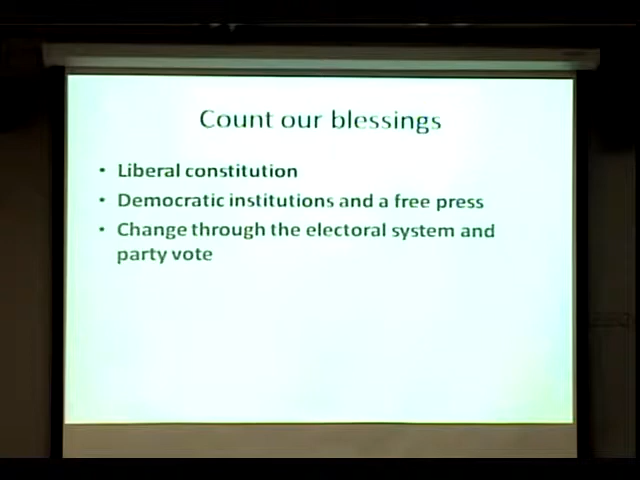 Count our blessings
• Liberal constitution
• Democratic institutions and a free press
• Change through the electoral system and
party vote